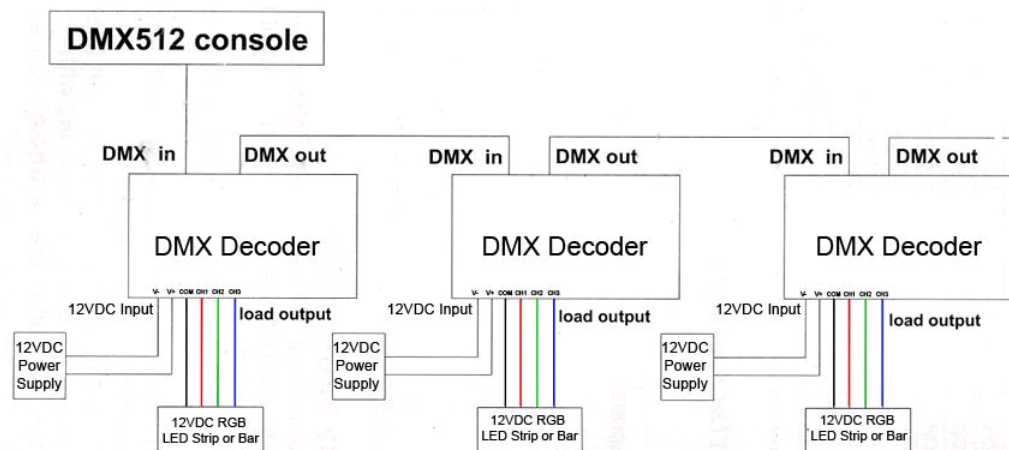 DMX512 console
DMX in
DMX out
DMX in
DMX out
DMX in
DMX out
DMX Decoder
DMX Decoder
DMX Decoder
V- V+ COM CH1 CH2 CH3
V- V+ COM CH1 CH2 CH3
V- V+ COM CH1 CH2 CH3
12VDC Input
load output
12VDC Input
load output
12VDC Input
load output
12VDC
Power
Supply
12VDC
Power
Supply
12VDC
Power
Supply
12VDC RGB
LED Strip or Bar
12VDC RGB
LED Strip or Bar
12VDC RGB
LED Strip or Bar